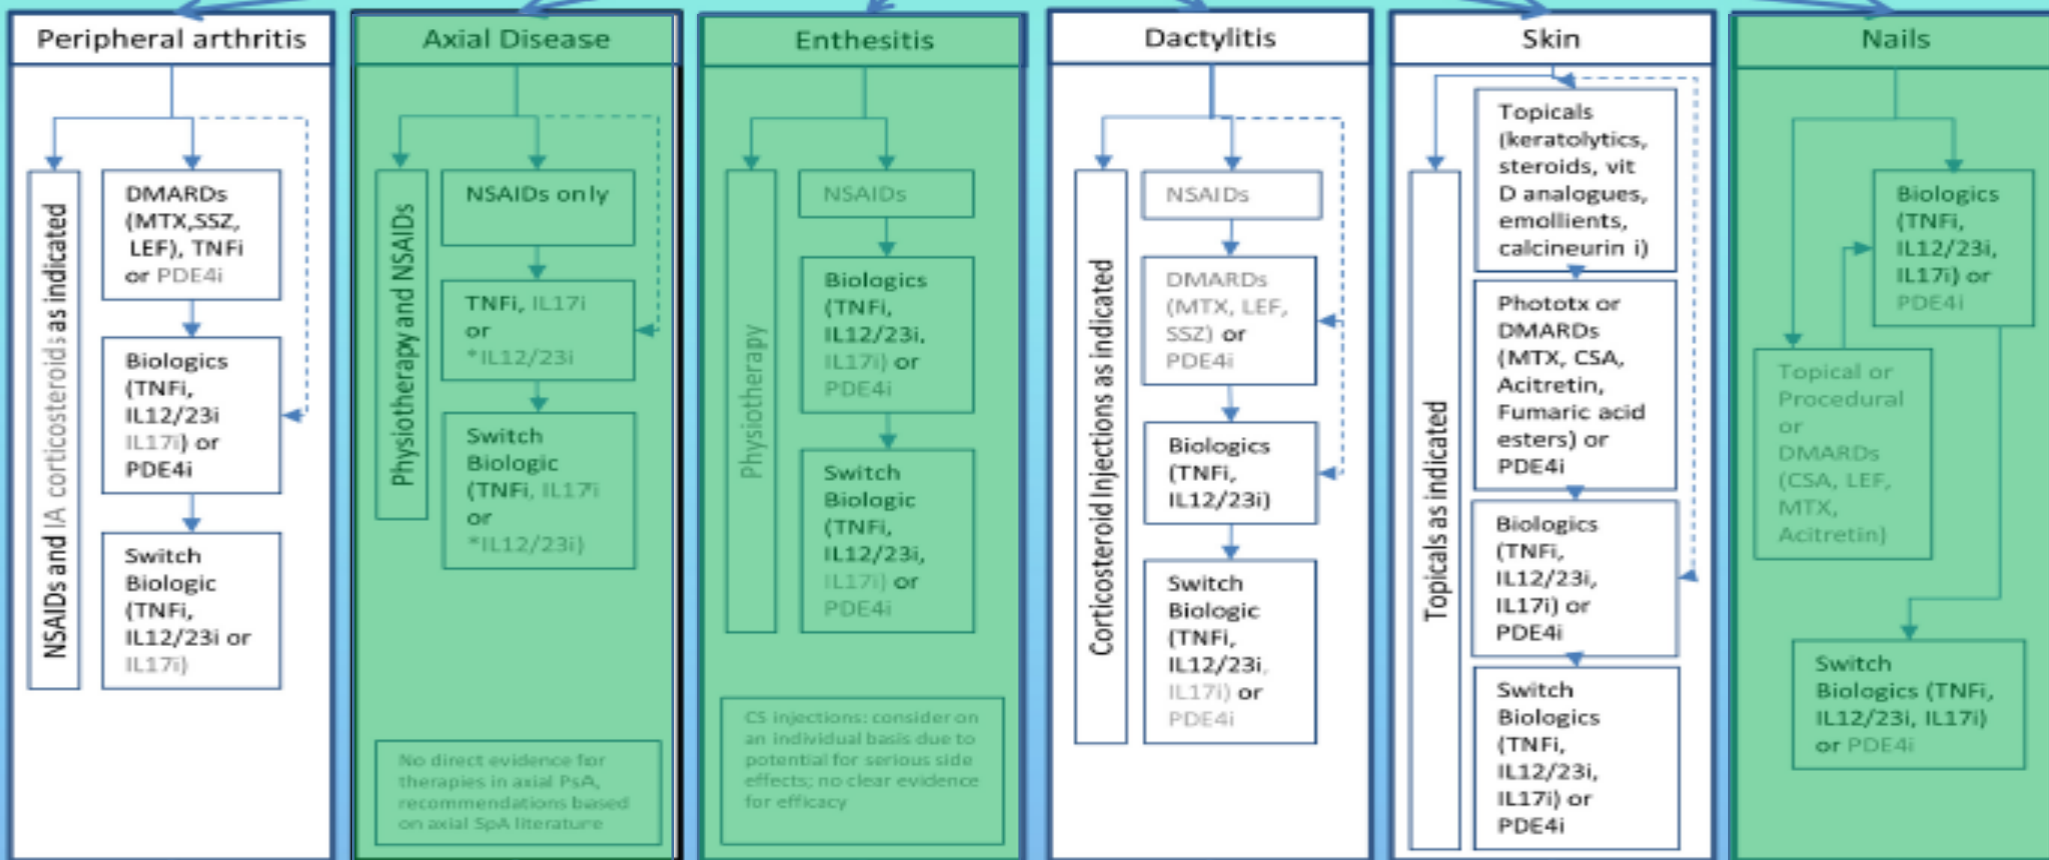 Peripheral arthritis
NSAIDs and IA corticosteroids as indicated
DMARDs
(MTX,SSZ,
LEF), TNFi
or PDE4i
Biologics
(TNFi,
IL12/23i
IL17i) or
PDE4i
Switch
Biologic
(TNFi,
IL12/23i or
IL17i)
Axial Disease
Physiotherapy and NSAIDs
NSAIDs only
TNFi, IL17i
or
*IL12/23i
Switch
Biologic
(TNFi, IL17i
or
*IL12/23i)
No direct evidence for
therapies in axial PsA,
recommendations based
on axial SpA literature
Enthesitis
Physiotherapy
NSAIDs
Biologics
(TNFi,
IL12/23i,
IL17i) or
PDE4i
Switch
Biologic
(TNFi,
IL12/23i,
IL17i) or
PDE4i
CS injections: consider on
an individual basis due to
potential for serious side
effects; no clear evidence
for efficacy
Dactylitis
Corticosteroid Injections as indicated
NSAIDs
DMARDs
(MTX, LEF,
SSZ) or
PDE4i
Biologics
(TNFi,
IL12/23i)
Switch
Biologic
(TNFi,
IL12/23i,
IL17i) or
PDE4i
Skin
Topicals as indicated
Topicals
(keratolytics,
steroids, vit
D analogues,
emollients,
calcineurin i)
Phototx or
DMARDs
(MTX, CSA,
Acitretin,
Fumaric acid
esters) or
PDE4i
Biologics
(TNFi,
IL12/23i,
IL17i) or
PDE4i
Switch
Biologics
(TNFi,
IL12/23i,
IL17i) or
PDE4i
Nails
Biologics
(TNFi,
IL12/23i,
IL17i) or
PDE4i
Topical or
Procedural
or
DMARDs
(CSA, LEF,
MTX,
Acitretin)
Switch
Biologics (TNFi,
IL12/23i, IL17i)
or PDE4i